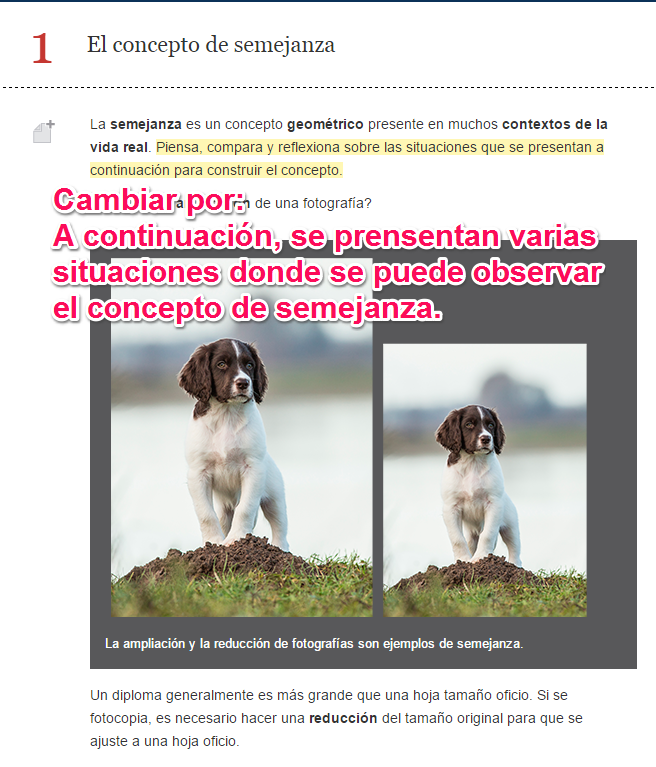 1
El concepto de semejanza
La semejanza es un concepto geométrico presente en muchos contextos de la
vida real. Piensa, compara y reflexiona sobre las situaciones que se presentan a
continuación para construir el concepto.
de una fotografía?
Cambiar por:
A continuación, se prensentan varias
situaciones donde se puede observar
el concepto de semejanza.
La ampliación y la reducción de fotografías son ejemplos de semejanza.
Un diploma generalmente es más grande que una hoja tamaño oficio. Si se
fotocopia, es necesario hacer una reducción del tamaño original para que se
ajuste a una hoja oficio.